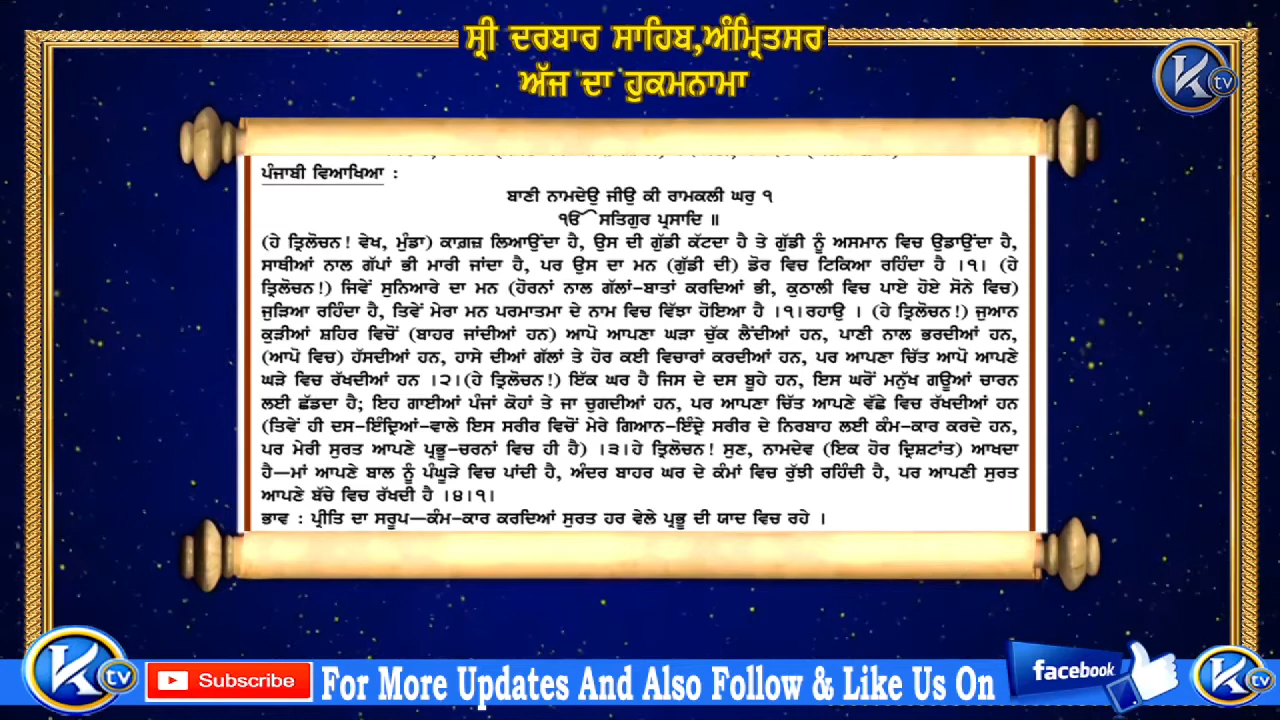 ਸ੍ਰੀ ਦਰਬਾਰ ਸਾਹਿਬ,ਅੰਮ੍ਰਿਤਸਰ
ਅੱਜ ਦਾ ਹੁਕਮਨਾਮਾ
K tv
ਪੰਜਾਬੀ ਵਿਆਖਿਆ :
ਬਾਣੀ ਨਾਮਦੇਉ ਜੀਉ ਕੀ ਰਾਮਕਲੀ ਘਰੁ ੧
ੴ ਸਤਿਗੁਰ ਪ੍ਰਸਾਦਿ ॥
(ਹੇ ਤ੍ਰਿਲੋਚਨ! ਵੇਖ, ਮੁੰਡਾ) ਕਾਗ਼ਜ਼ ਲਿਆਉਂਦਾ ਹੈ, ਉਸ ਦੀ ਗੁੱਡੀ ਕੱਟਦਾ ਹੈ ਤੇ ਗੁੱਡੀ ਨੂੰ ਅਸਮਾਨ ਵਿਚ ਉਡਾਉਂਦਾ ਹੈ,
ਸਾਥੀਆਂ ਨਾਲ ਗੱਪਾਂ ਭੀ ਮਾਰੀ ਜਾਂਦਾ ਹੈ, ਪਰ ਉਸ ਦਾ ਮਨ (ਗੁੱਡੀ ਦੀ) ਡੋਰ ਵਿਚ ਟਿਕਿਆ ਰਹਿੰਦਾ ਹੈ ।੧। (ਹੇ
ਤ੍ਰਿਲੋਚਨ!) ਜਿਵੇਂ ਸੁਨਿਆਰੇ ਦਾ ਮਨ (ਹੋਰਨਾਂ ਨਾਲ ਗੱਲਾਂ-ਬਾਤਾਂ ਕਰਦਿਆਂ ਭੀ, ਕੁਠਾਲੀ ਵਿਚ ਪਾਏ ਹੋਏ ਸੋਨੇ ਵਿਚ)
ਜੁੜਿਆ ਰਹਿੰਦਾ ਹੈ, ਤਿਵੇਂ ਮੇਰਾ ਮਨ ਪਰਮਾਤਮਾ ਦੇ ਨਾਮ ਵਿਚ ਵਿੱਝਾ ਹੋਇਆ ਹੈ ।੧।ਰਹਾਉ । (ਹੇ ਤ੍ਰਿਲੋਚਨ!) ਜੁਆਨ
ਕੁੜੀਆਂ ਸ਼ਹਿਰ ਵਿਚੋਂ (ਬਾਹਰ ਜਾਂਦੀਆਂ ਹਨ) ਆਪੋ ਆਪਣਾ ਘੜਾ ਚੁੱਕ ਲੈਂਦੀਆਂ ਹਨ, ਪਾਣੀ ਨਾਲ ਭਰਦੀਆਂ ਹਨ,
(ਆਪੋ ਵਿਚ) ਹੱਸਦੀਆਂ ਹਨ, ਹਾਸੇ ਦੀਆਂ ਗੱਲਾਂ ਤੇ ਹੋਰ ਕਈ ਵਿਚਾਰਾਂ ਕਰਦੀਆਂ ਹਨ, ਪਰ ਆਪਣਾ ਚਿੱਤ ਆਪੋ ਆਪਣੇ
ਘੜੇ ਵਿਚ ਰੱਖਦੀਆਂ ਹਨ ।੨।(ਹੇ ਤ੍ਰਿਲੋਚਨ!) ਇੱਕ ਘਰ ਹੈ ਜਿਸ ਦੇ ਦਸ ਬੂਹੇ ਹਨ, ਇਸ ਘਰੋਂ ਮਨੁੱਖ ਗਊਆਂ ਚਾਰਨ
ਲਈ ਛੱਡਦਾ ਹੈ; ਇਹ ਗਾਈਆਂ ਪੰਜਾਂ ਕੋਹਾਂ ਤੇ ਜਾ ਚੁਗਦੀਆਂ ਹਨ, ਪਰ ਆਪਣਾ ਚਿੱਤ ਆਪਣੇ ਵੱਛੇ ਵਿਚ ਰੱਖਦੀਆਂ ਹਨ
(ਤਿਵੇਂ ਹੀ ਦਸ-ਇੰਦ੍ਰਿਆਂ-ਵਾਲੇ ਇਸ ਸਰੀਰ ਵਿਚੋਂ ਮੇਰੇ ਗਿਆਨ-ਇੰਦ੍ਰੇ ਸਰੀਰ ਦੇ ਨਿਰਬਾਹ ਲਈ ਕੰਮ-ਕਾਰ ਕਰਦੇ ਹਨ,
ਪਰ ਮੇਰੀ ਸੁਰਤ ਆਪਣੇ ਪ੍ਰਭੂ-ਚਰਨਾਂ ਵਿਚ ਹੀ ਹੈ) ।੩।ਹੇ ਤ੍ਰਿਲੋਚਨ! ਸੁਣ, ਨਾਮਦੇਵ (ਇਕ ਹੋਰ ਦ੍ਰਿਸ਼ਟਾਂਤ) ਆਖਦਾ
ਹੈ—ਮਾਂ ਆਪਣੇ ਬਾਲ ਨੂੰ ਪੰਘੂੜੇ ਵਿਚ ਪਾਂਦੀ ਹੈ, ਅੰਦਰ ਬਾਹਰ ਘਰ ਦੇ ਕੰਮਾਂ ਵਿਚ ਰੁੱਝੀ ਰਹਿੰਦੀ ਹੈ, ਪਰ ਆਪਣੀ ਸੁਰਤ
ਆਪਣੇ ਬੱਚੇ ਵਿਚ ਰੱਖਦੀ ਹੈ ।੪।੧।
ਭਾਵ : ਪ੍ਰੀਤਿ ਦਾ ਸਰੂਪ—ਕੰਮ-ਕਾਰ ਕਰਦਿਆਂ ਸੁਰਤ ਹਰ ਵੇਲੇ ਪ੍ਰਭੂ ਦੀ ਯਾਦ ਵਿਚ ਰਹੇ ।
K tv Subscribe For More Updates And Also Follow & Like Us On facebook K tv